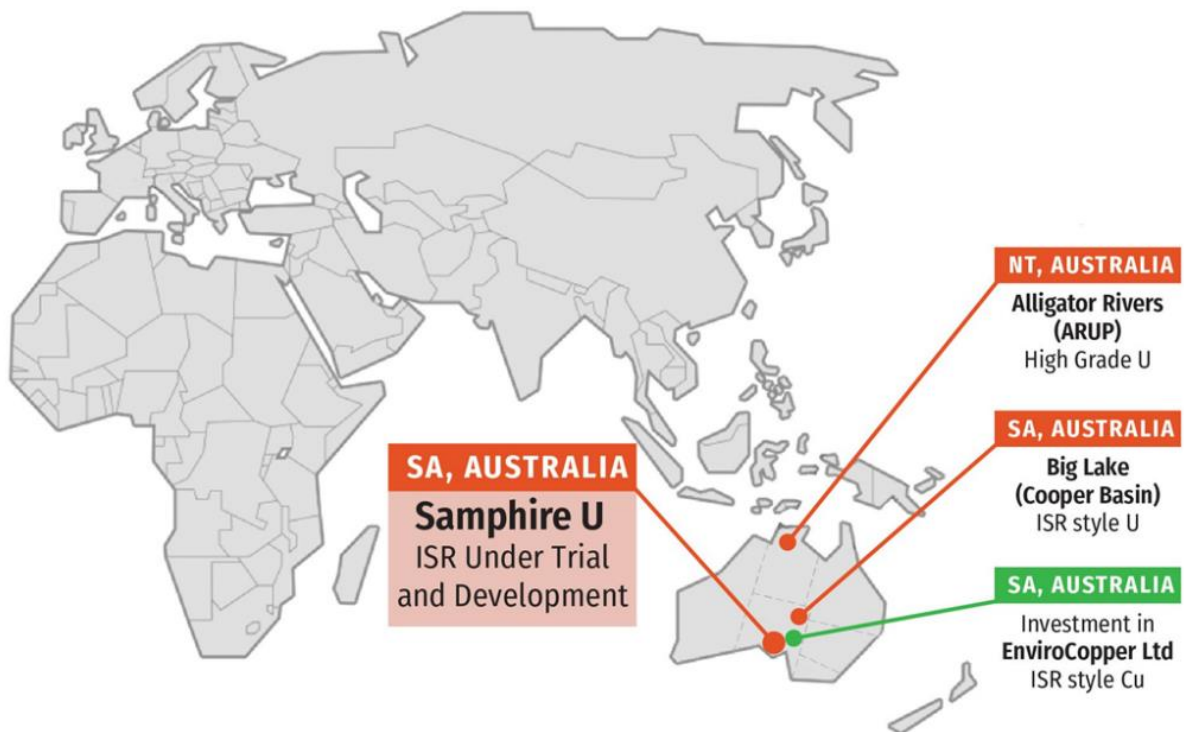 NT, AUSTRALIA
Alligator Rivers
(ARUP)
High Grade U
SA, AUSTRALIA
Big Lake
(Cooper Basin)
ISR style U
SA, AUSTRALIA
Samphire U
ISR Under Trial
and Development
SA, AUSTRALIA
Investment in
EnviroCopper Ltd
ISR style Cu